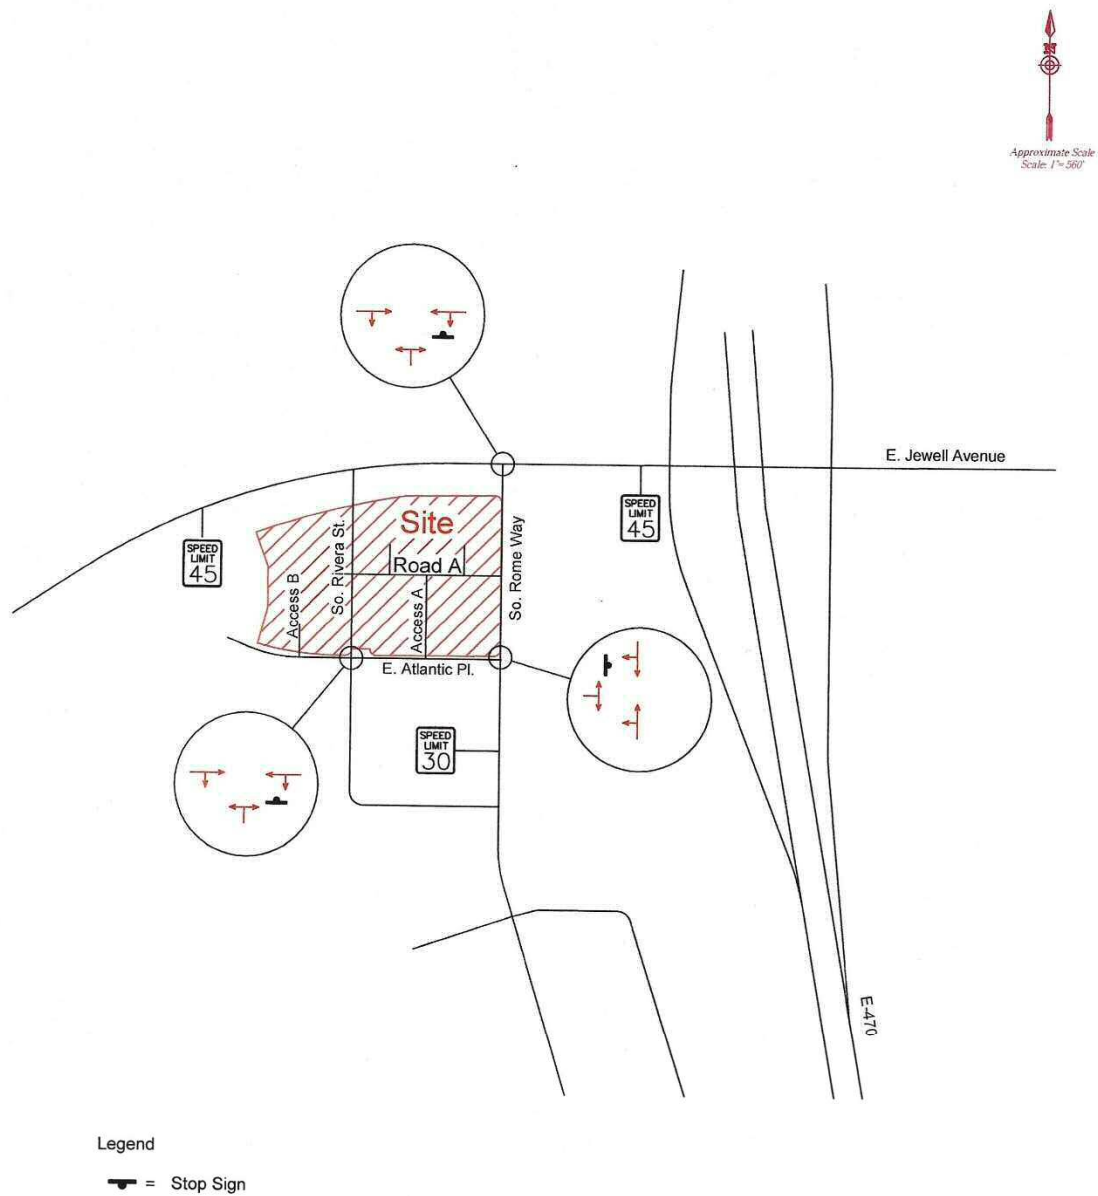 N
Approximate Scale
Scale: 1"= 560'
E. Jewell Avenue
SPEED
LIMIT
45
SPEED
LIMIT
45
Site
Road A
So. Rivera St.
So. Rome Way
Access B
Access A
E. Atlantic Pl.
SPEED
LIMIT
30
E-470
Legend
= Stop Sign